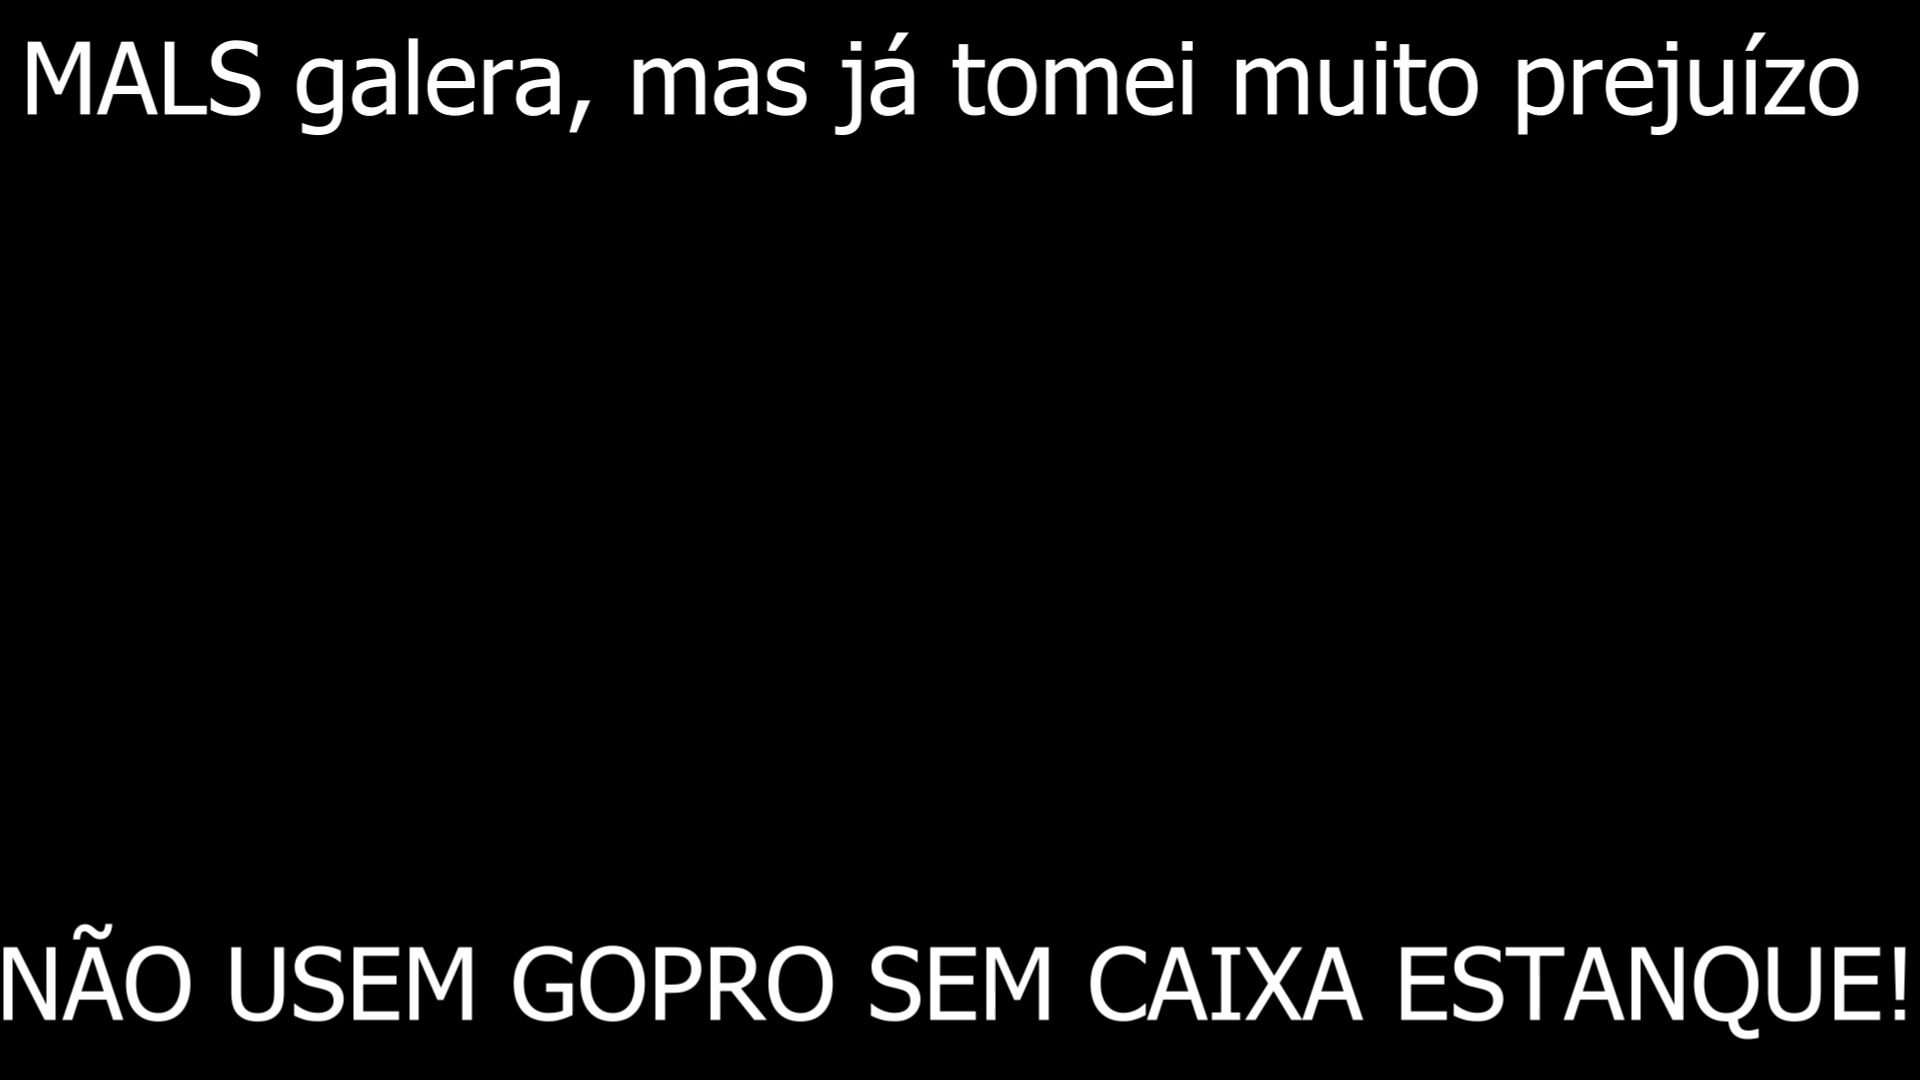 MALS galera, mas já tomei muito prejuízo
NÃO USEM GOPRO SEM CAIXA ESTANQUE!